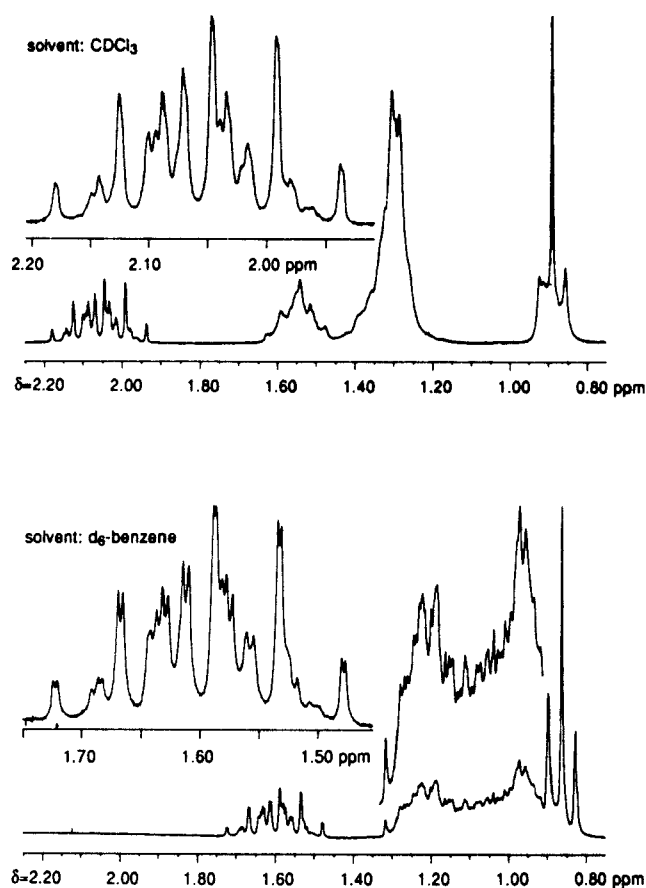 solvent: CDCl3
2.20 2.10 2.00 ppm
δ=2.20 2.00 1.80 1.60 1.40 1.20 1.00 0.80 ppm
solvent: d6-benzene
1.70 1.60 1.50 ppm
δ=2.20 2.00 1.80 1.60 1.40 1.20 1.00 0.80 ppm